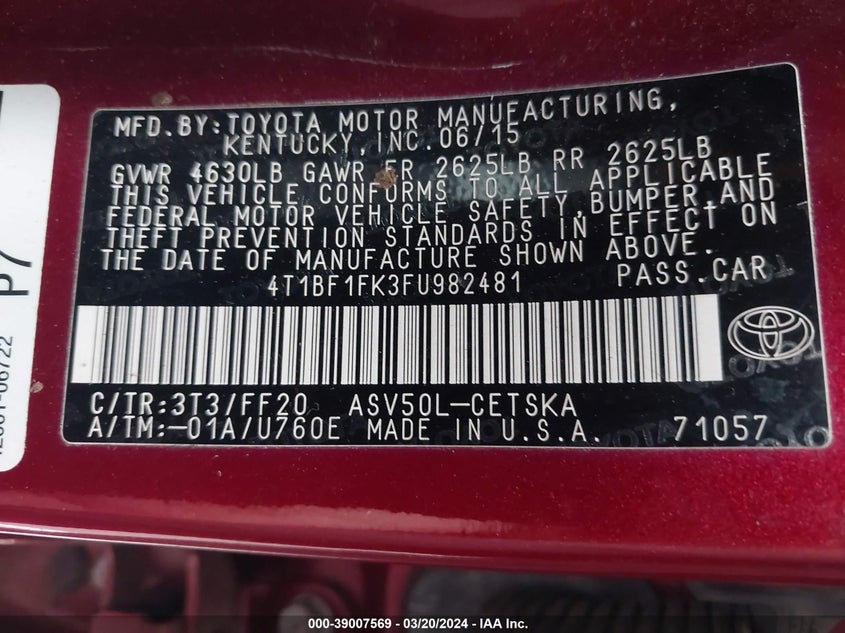 MFD.BY:TOYOTA MOTOR MANUFACTURING,
KENTUCKY,INC.06/15
GVWR 4630LB GAWR FR 2625LB RR 2625LB
THIS VEHICLE CONFORMS TO ALL APPLICABLE
FEDERAL MOTOR VEHICLE SAFETY,BUMPER,AND
THEFT PREVENTION STANDARDS IN EFFECT ON
THE DATE OF MANUFACTURE SHOWN ABOVE.
4T1BF1FK3FU982481 PASS.CAR
C/TR:3T3/FF20 ASV50L-CETSKA
A/TM:-01A/U760E MADE IN U.S.A. 71057
P7
000-39007569 — 03/20/2024 — IAA Inc.